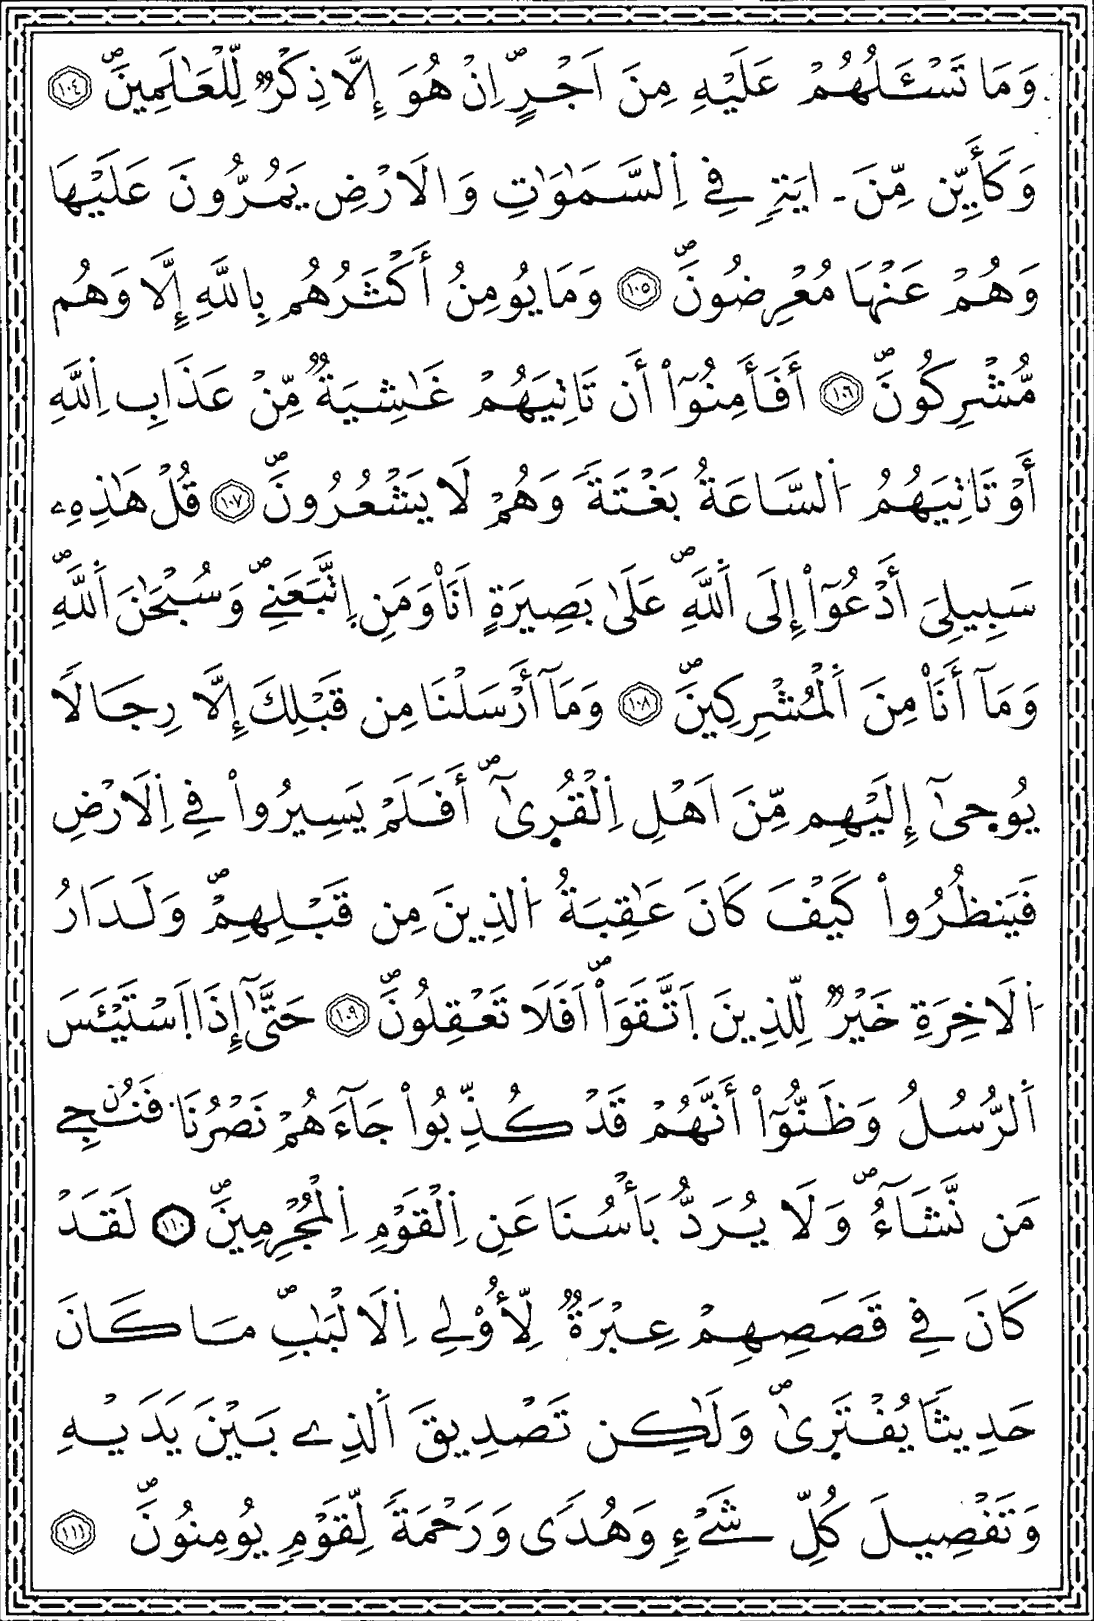 وَمَا تَسْـَٔلُهُمْ عَلَيْهِ مِنَ اَجْرٍۖ اِنْ هُوَ إِلَّا ذِكْرٞ لِّلْعَٰلَمِينَۖ ١٠٤
وَكَأَيِّن مِّنَ ـ اٰيَةٖ فِے اِ۬لسَّمَٰوَٰتِ وَالَارْضِ يَمُرُّونَ عَلَيْهَا
وَهُمْ عَنْهَا مُعْرِضُونَۖ ١٠٥ وَمَا يُومِنُ أَكْثَرُهُم بِاللَّهِ إِلَّا وَهُم
مُّشْرِكُونَۖ ١٠٦ أَفَأَمِنُوٓاْ أَن تَاتِيَهُمْ غَٰشِيَةٞ مِّنْ عَذَابِ اِ۬للَّهِ
أَوْ تَاتِيَهُمُ اُ۬لسَّاعَةُ بَغْتَةٗ وَهُمْ لَا يَشْعُرُونَۖ ١٠٧ قُلْ هَٰذِهِۦ
سَبِيلِىَ أَدْعُوٓاْ إِلَى اَ۬للَّهِۖ عَلَىٰ بَصِيرَةٍ اَنَاْ وَمَنِ اِ۪تَّبَعَنِےۖ وَسُبْحَٰنَ اَ۬للَّهِۖ
وَمَآ أَنَاْ مِنَ اَ۬لْمُشْرِكِينَۖ ١٠٨ وَمَآ أَرْسَلْنَا مِن قَبْلِكَ إِلَّا رِجَالٗا
يُوحَىٰٓ إِلَيْهِم مِّنَ اَهْلِ اِ۬لْقُرَىٰٓۖ أَفَلَمْ يَسِيرُواْ فِے اِ۬لَارْضِ
فَيَنظُرُواْ كَيْفَ كَانَ عَٰقِبَةُ اُ۬لذِينَ مِن قَبْلِهِمْۖ وَلَدَارُ
اُ۬لَاخِرَةِ خَيْرٞ لِّلذِينَ اَ۪تَّقَوَاْۖ اَفَلَا تَعْقِلُونَۖ ١٠٩ حَتَّىٰٓ إِذَا اَ۪سْتَيْـَٔسَ
اَ۬لرُّسُلُ وَظَنُّوٓاْ أَنَّهُمْ قَدْ كُذِّبُواْ جَآءَهُمْ نَصْرُنَا فَنُۨجِے
مَن نَّشَآءُۖ وَلَا يُرَدُّ بَأْسُنَا عَنِ اِ۬لْقَوْمِ اِ۬لْمُجْرِمِينَۖ ١١٠ لَقَدْ
كَانَ فِے قَصَصِهِمْ عِبْرَةٞ لِّأُوْلِے اِ۬لَالْبَٰبِۖ مَا كَانَ
حَدِيثٗا يُفْتَرَىٰۖ وَلَٰكِن تَصْدِيقَ اَ۬لذِے بَيْنَ يَدَيْهِ
وَتَفْصِيلَ كُلِّ شَےْءٖ وَهُدٗى وَرَحْمَةٗ لِّقَوْمٖ يُومِنُونَۖ ١١١